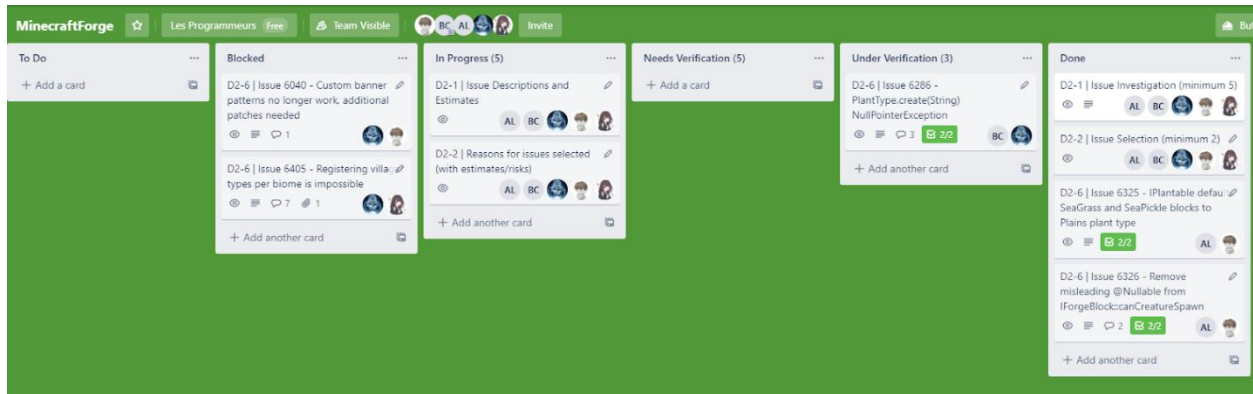 MinecraftForge
Les Programmeurs Free
Team Visible
BC AL
Invite
Bu
To Do
...
+ Add a card
Blocked
...
D2-6 | Issue 6040 - Custom banner
patterns no longer work, additional
patches needed
1
D2-6 | Issue 6405 - Registering villa
types per biome is impossible
7 1
+ Add another card
In Progress (5)
...
D2-1 | Issue Descriptions and
Estimates
AL BC
D2-2 | Reasons for issues selected
(with estimates/risks)
AL BC
+ Add another card
Needs Verification (5)
...
+ Add a card
Under Verification (3)
...
D2-6 | Issue 6286 -
PlantType.create(String)
NullPointerException
3 2/2 BC
+ Add another card
Done
...
D2-1 | Issue Investigation (minimum 5)
AL BC
D2-2 | Issue Selection (minimum 2)
AL BC
D2-6 | Issue 6325 - IPlantable defau
SeaGrass and SeaPickle blocks to
Plains plant type
2/2 AL
D2-6 | Issue 6326 - Remove
misleading @Nullable from
IForgeBlock::canCreatureSpawn
2 2/2 AL
+ Add another card